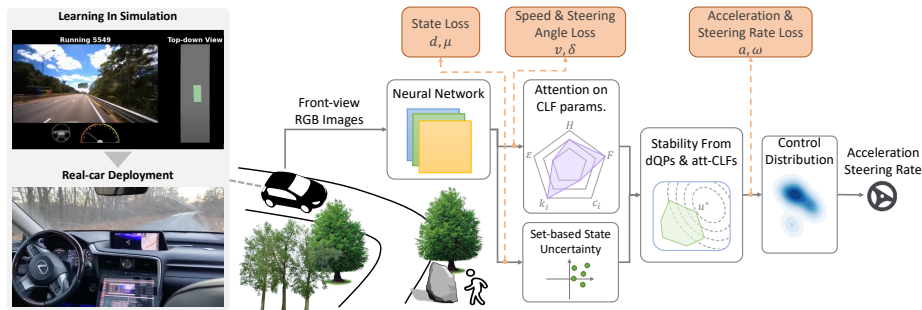 Learning In Simulation
Running 5549
Top-down View
Real-car Deployment
Front-view
RGB Images
Neural Network
State Loss
d, μ
Speed & Steering
Angle Loss
v, δ
Acceleration &
Steering Rate Loss
a, ω
Attention on
CLF params.
H
ε
F
k_i
c_i
Set-based State
Uncertainty
Stability From
dQPs & att-CLFs
u*
Control
Distribution
Acceleration
Steering Rate